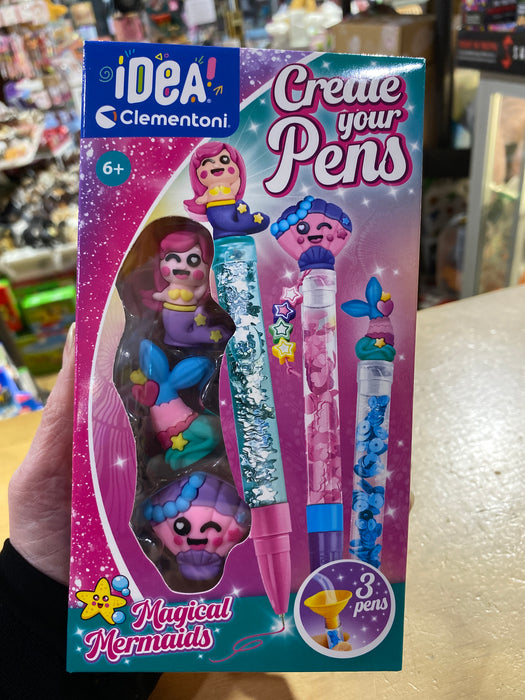 iDEA!
Clementoni®
6+
Create
your
Pens
Magical
Mermaids
3
pens